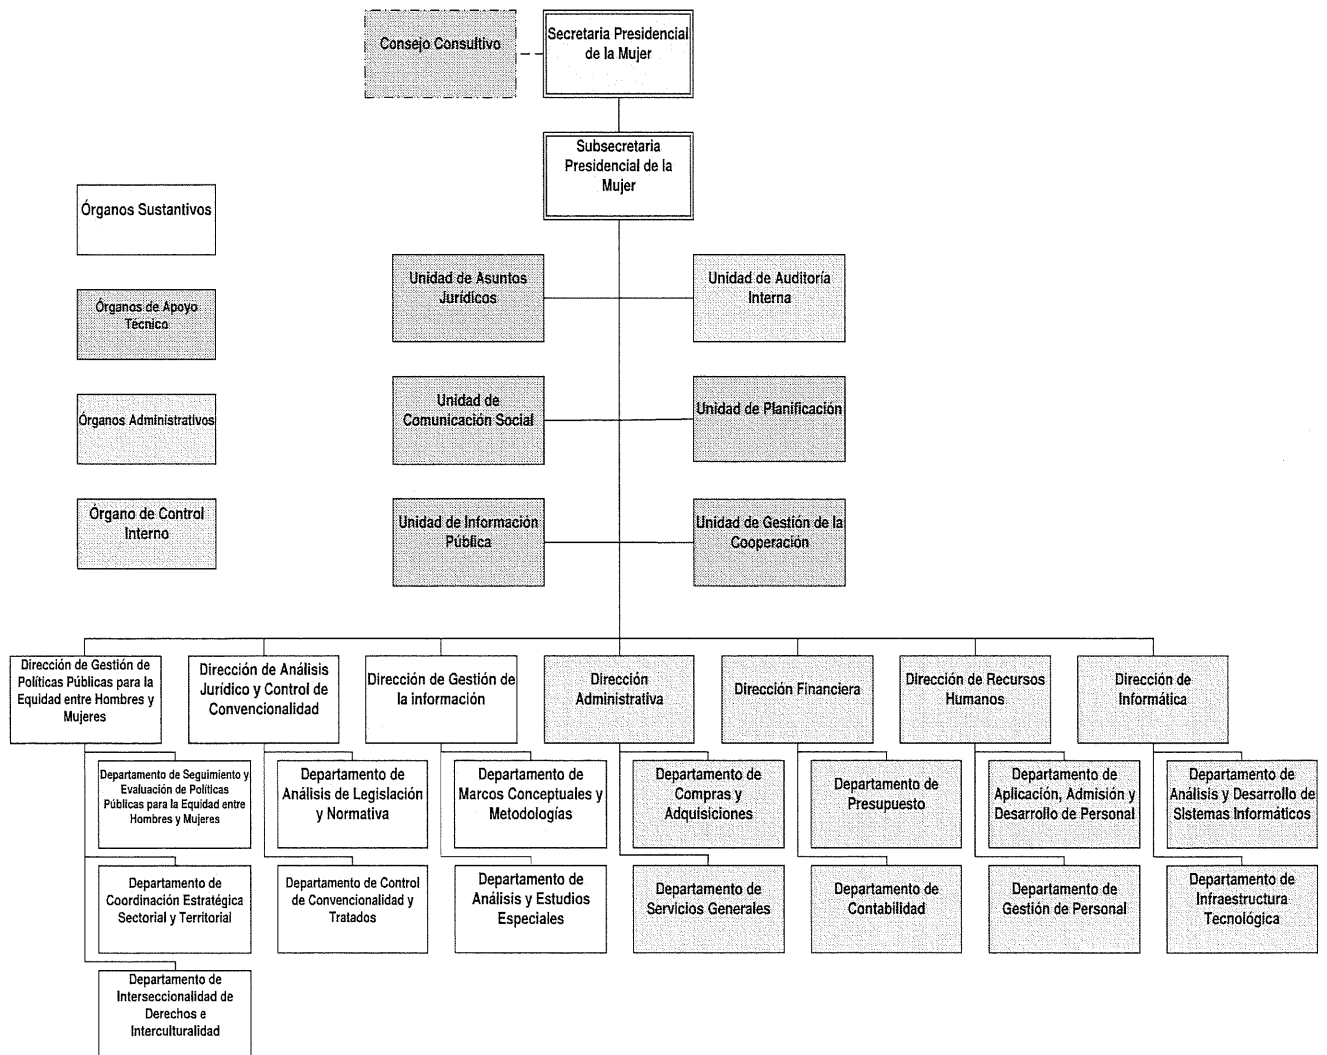 Consejo Consultivo
Secretaria Presidencial
de la Mujer
Subsecretaria
Presidencial de la
Mujer
Órganos Sustantivos
Órganos de Apoyo
Técnico
Órganos Administrativos
Órgano de Control
Interno
Unidad de Asuntos
Jurídicos
Unidad de Auditoría
Interna
Unidad de
Comunicación Social
Unidad de Planificación
Unidad de Información
Pública
Unidad de Gestión de la
Cooperación
Dirección de Gestión de
Políticas Públicas para la
Equidad entre Hombres y
Mujeres
Dirección de Análisis
Jurídico y Control de
Convencionalidad
Dirección de Gestión de
la información
Dirección
Administrativa
Dirección Financiera
Dirección de Recursos
Humanos
Dirección de
Informática
Departamento de Seguimiento y
Evaluación de Políticas
Públicas para la Equidad entre
Hombres y Mujeres
Departamento de
Análisis de Legislación
y Normativa
Departamento de
Marcos Conceptuales y
Metodologías
Departamento de
Compras y
Adquisiciones
Departamento de
Presupuesto
Departamento de
Aplicación, Admisión y
Desarrollo de Personal
Departamento de
Análisis y Desarrollo de
Sistemas Informáticos
Departamento de
Coordinación Estratégica
Sectorial y Territorial
Departamento de Control
de Convencionalidad y
Tratados
Departamento de
Análisis y Estudios
Especiales
Departamento de
Servicios Generales
Departamento de
Contabilidad
Departamento de
Gestión de Personal
Departamento de
Infraestructura
Tecnológica
Departamento de
Interseccionalidad de
Derechos e
Interculturalidad